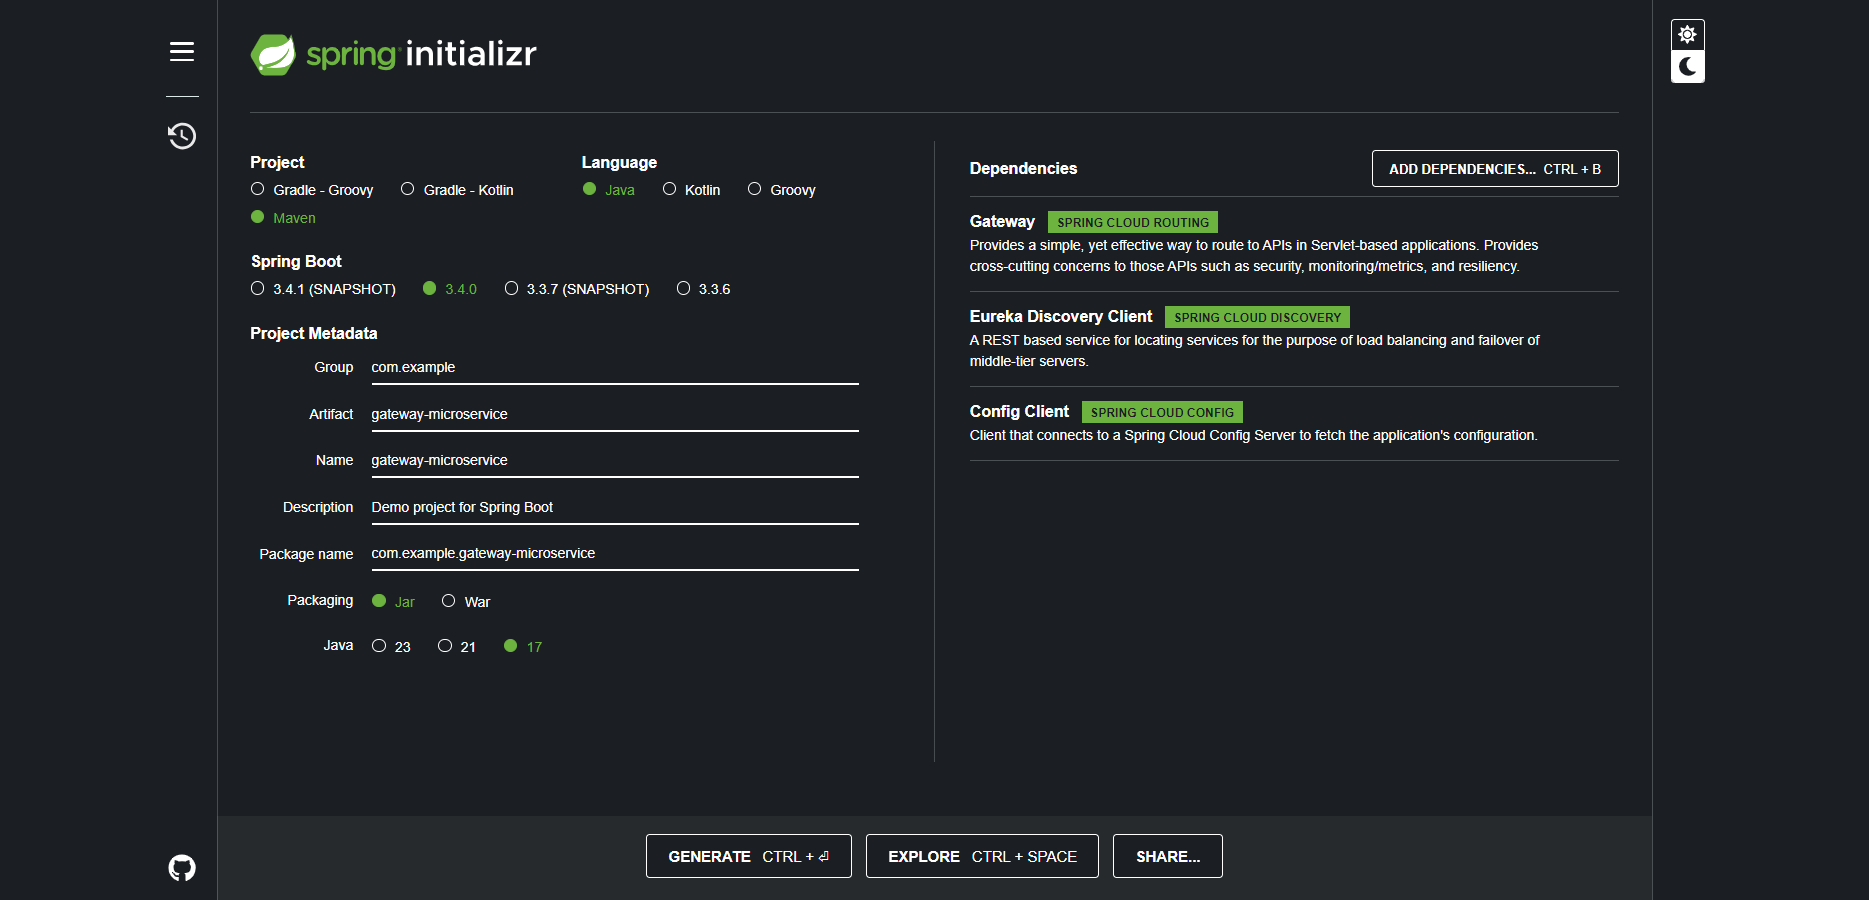 spring initializr
Project
Gradle - Groovy Gradle - Kotlin
Maven
Language
Java Kotlin Groovy
Spring Boot
3.4.1 (SNAPSHOT) 3.4.0 3.3.7 (SNAPSHOT) 3.3.6
Project Metadata
Group com.example
Artifact gateway-microservice
Name gateway-microservice
Description Demo project for Spring Boot
Package name com.example.gateway-microservice
Packaging Jar War
Java 23 21 17
Dependencies ADD DEPENDENCIES... CTRL + B
Gateway SPRING CLOUD ROUTING
Provides a simple, yet effective way to route to APIs in Servlet-based applications. Provides
cross-cutting concerns to those APIs such as security, monitoring/metrics, and resiliency.
Eureka Discovery Client SPRING CLOUD DISCOVERY
A REST based service for locating services for the purpose of load balancing and failover of
middle-tier servers.
Config Client SPRING CLOUD CONFIG
Client that connects to a Spring Cloud Config Server to fetch the application's configuration.
GENERATE CTRL + ⏎ EXPLORE CTRL + SPACE SHARE...